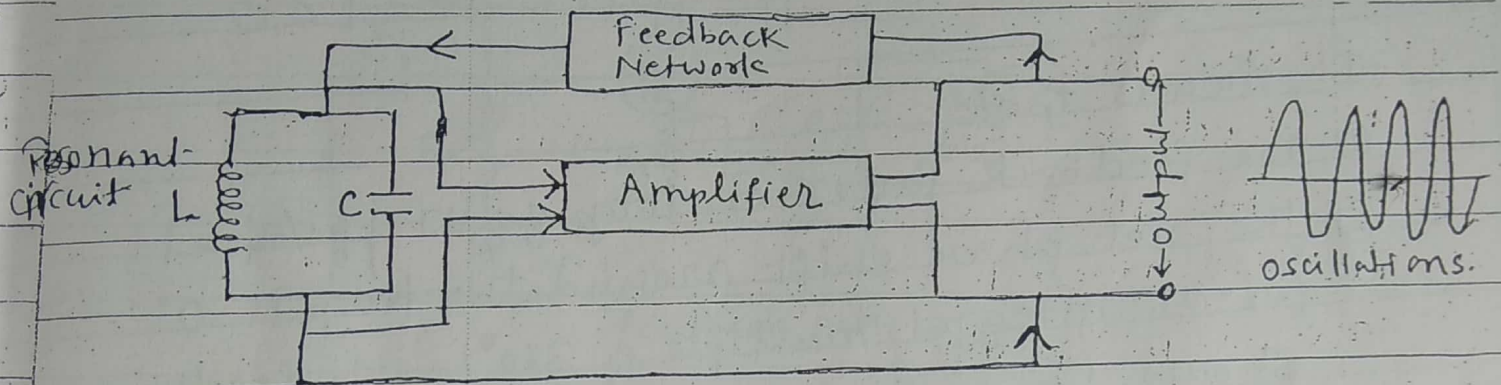 Feedback
Network
Resonant
circuit
L
C
Amplifier
output
oscillations.